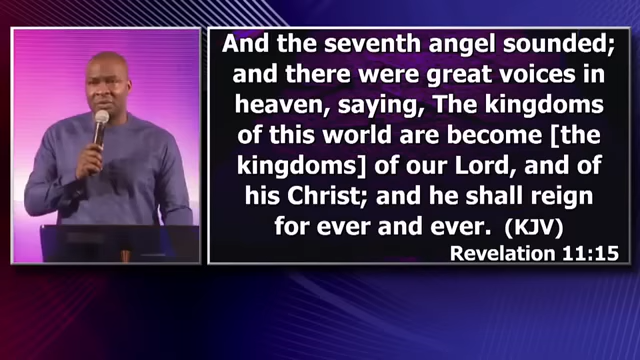 And the seventh angel sounded;
and there were great voices in
heaven, saying, The kingdoms
of this world are become [the
kingdoms] of our Lord, and of
his Christ; and he shall reign
for ever and ever. (KJV)
Revelation 11:15